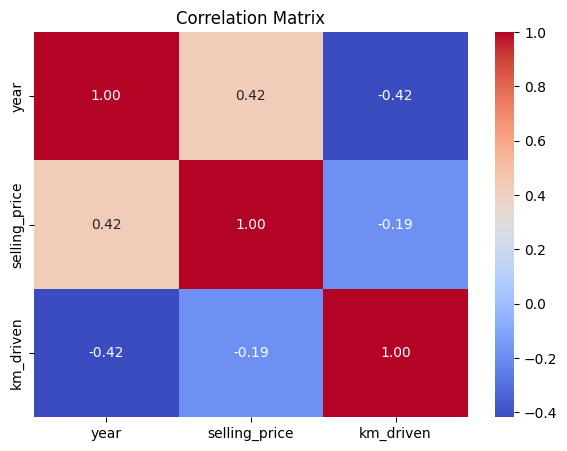 Correlation Matrix
year
1.00
0.42
-0.42
selling_price
0.42
1.00
-0.19
km_driven
-0.42
-0.19
1.00
year
selling_price
km_driven
1.0
0.8
0.6
0.4
0.2
0.0
−0.2
−0.4